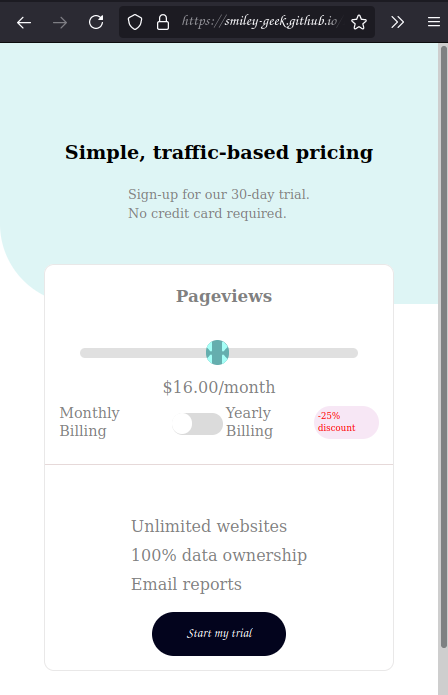 https://smiley-geek.github.io
Simple, traffic-based pricing
Sign-up for our 30-day trial.
No credit card required.
Pageviews
$16.00/month
Monthly
Billing
Yearly
Billing
-25%
discount
Unlimited websites
100% data ownership
Email reports
Start my trial